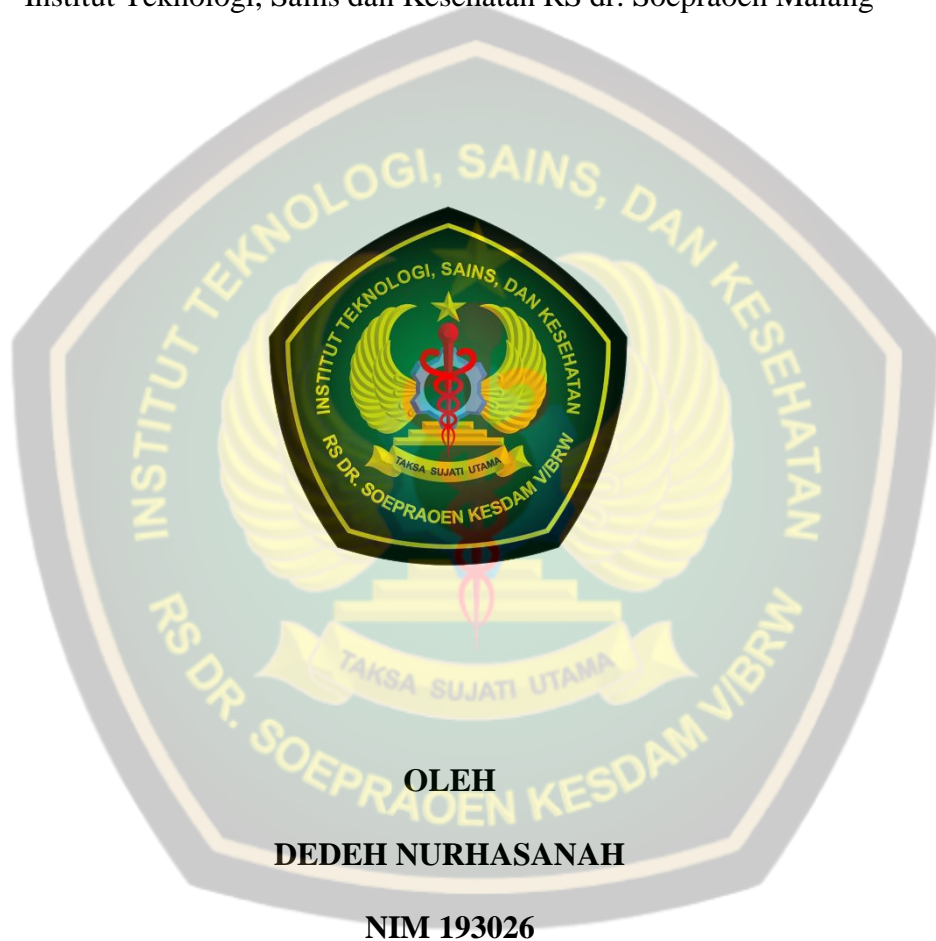 Institut Teknologi, Sains dan Kesehatan RS dr. Soepraoen Malang
INSTITUT TEKNOLOGI, SAINS, DAN KESEHATAN
RS DR. SOEPRAOEN KESDAM V/BRW
TAKSA SUJATI UTAMA
INSTITUT TEKNOLOGI, SAINS, DAN KESEHATAN
TAKSA SUJATI UTAMA
RS DR. SOEPRAOEN KESDAM V/BRW
OLEH
DEDEH NURHASANAH
NIM 193026